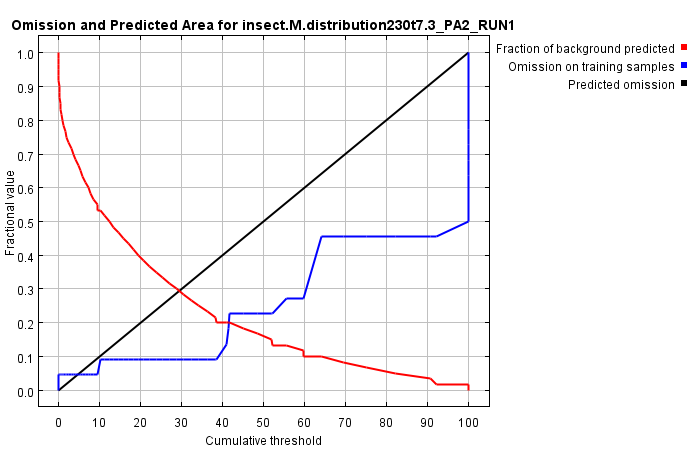 Omission and Predicted Area for insect.M.distribution230t7.3_PA2_RUN1
Fraction of background predicted
Omission on training samples
Predicted omission
1.0
0.9
0.8
0.7
0.6
0.5
0.4
0.3
0.2
0.1
0.0
Fractional value
0 10 20 30 40 50 60 70 80 90 100
Cumulative threshold